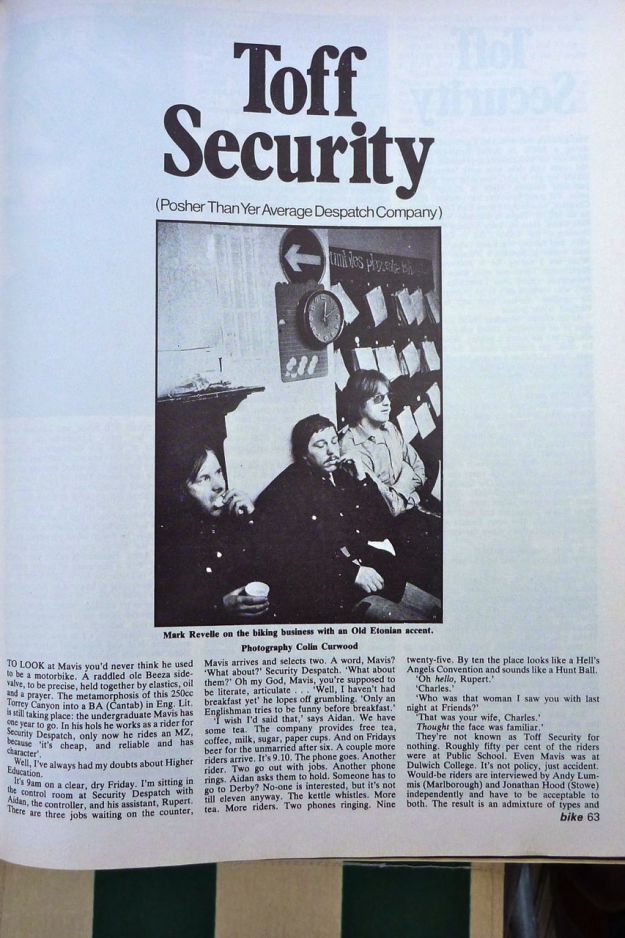 Toff
Security
(Posher Than Yer Average Despatch Company)
Mark Revelle on the biking business with an Old Etonian accent.
Photography Colin Curwood
TO LOOK at Mavis you'd never think he used
to be a motorbike. A raddled ole Beeza side-
valve, to be precise, held together by elastics, oil
and a prayer. The metamorphosis of this 250cc
Torrey Canyon into a BA (Cantab) in Eng. Lit.
is still taking place: the undergraduate Mavis has
one year to go. In his hols he works as a rider for
Security Despatch, only now he rides an MZ,
because 'it's cheap, and reliable and has
character'.
Well, I've always had my doubts about Higher
Education.
It's 9am on a clear, dry Friday. I'm sitting in
the control room at Security Despatch with
Aidan, the controller, and his assistant, Rupert.
There are three jobs waiting on the counter,
Mavis arrives and selects two. A word, Mavis?
'What about?' Security Despatch. 'What about
them?' Oh my God, Mavis, you're supposed to
be literate, articulate . . . 'Well, I haven't had
breakfast yet' he gropes off grumbling. 'Only an
Englishman tries to be funny before breakfast.'
'I wish I'd said that,' says Aidan. We have
some tea. The company provides free tea,
coffee, milk, sugar, paper cups. And on Fridays
beer for the unmarried after six. A couple more
riders arrive. It's 9.10. The phone goes. Another
rider. Two go out with jobs. Another phone
rings. Aidan asks them to hold. Someone has to
go to Derby? No-one is interested, but it's not
till eleven anyway. The kettle whistles. More
tea. More riders. Two phones ringing. Nine
twenty-five. By ten the place looks like a Hell's
Angels Convention and sounds like a Hunt Ball.
'Oh hello, Rupert.'
'Charles.'
'Who was that woman I saw you with last
night at Friends?'
'That was your wife, Charles.'
'Thought the face was familiar.'
They're not known as Toff Security for
nothing. Roughly fifty per cent of the riders
were at Public School. Even Mavis was at
Dulwich College. It's not policy, just accident.
Would-be riders are interviewed by Andy Lum-
mis (Marlborough) and Jonathan Hood (Stowe)
independently and have to be acceptable to
both. The result is an admixture of types and
bike 63